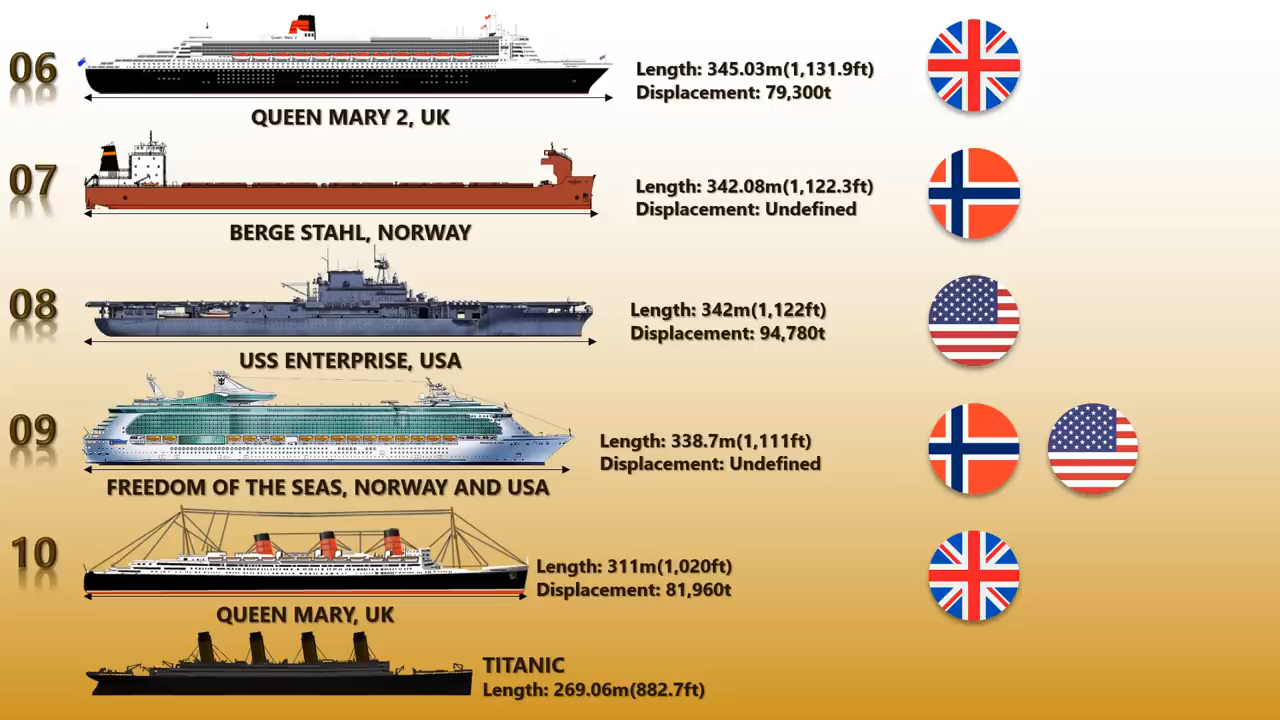 06
Queen Mary 2
Length: 345.03m(1,131.9ft)
Displacement: 79,300t
QUEEN MARY 2, UK
07
Length: 342.08m(1,122.3ft)
Displacement: Undefined
BERGE STAHL, NORWAY
08
Length: 342m(1,122ft)
Displacement: 94,780t
USS ENTERPRISE, USA
09
Length: 338.7m(1,111ft)
Displacement: Undefined
FREEDOM OF THE SEAS, NORWAY AND USA
10
Length: 311m(1,020ft)
Displacement: 81,960t
QUEEN MARY, UK
TITANIC
Length: 269.06m(882.7ft)